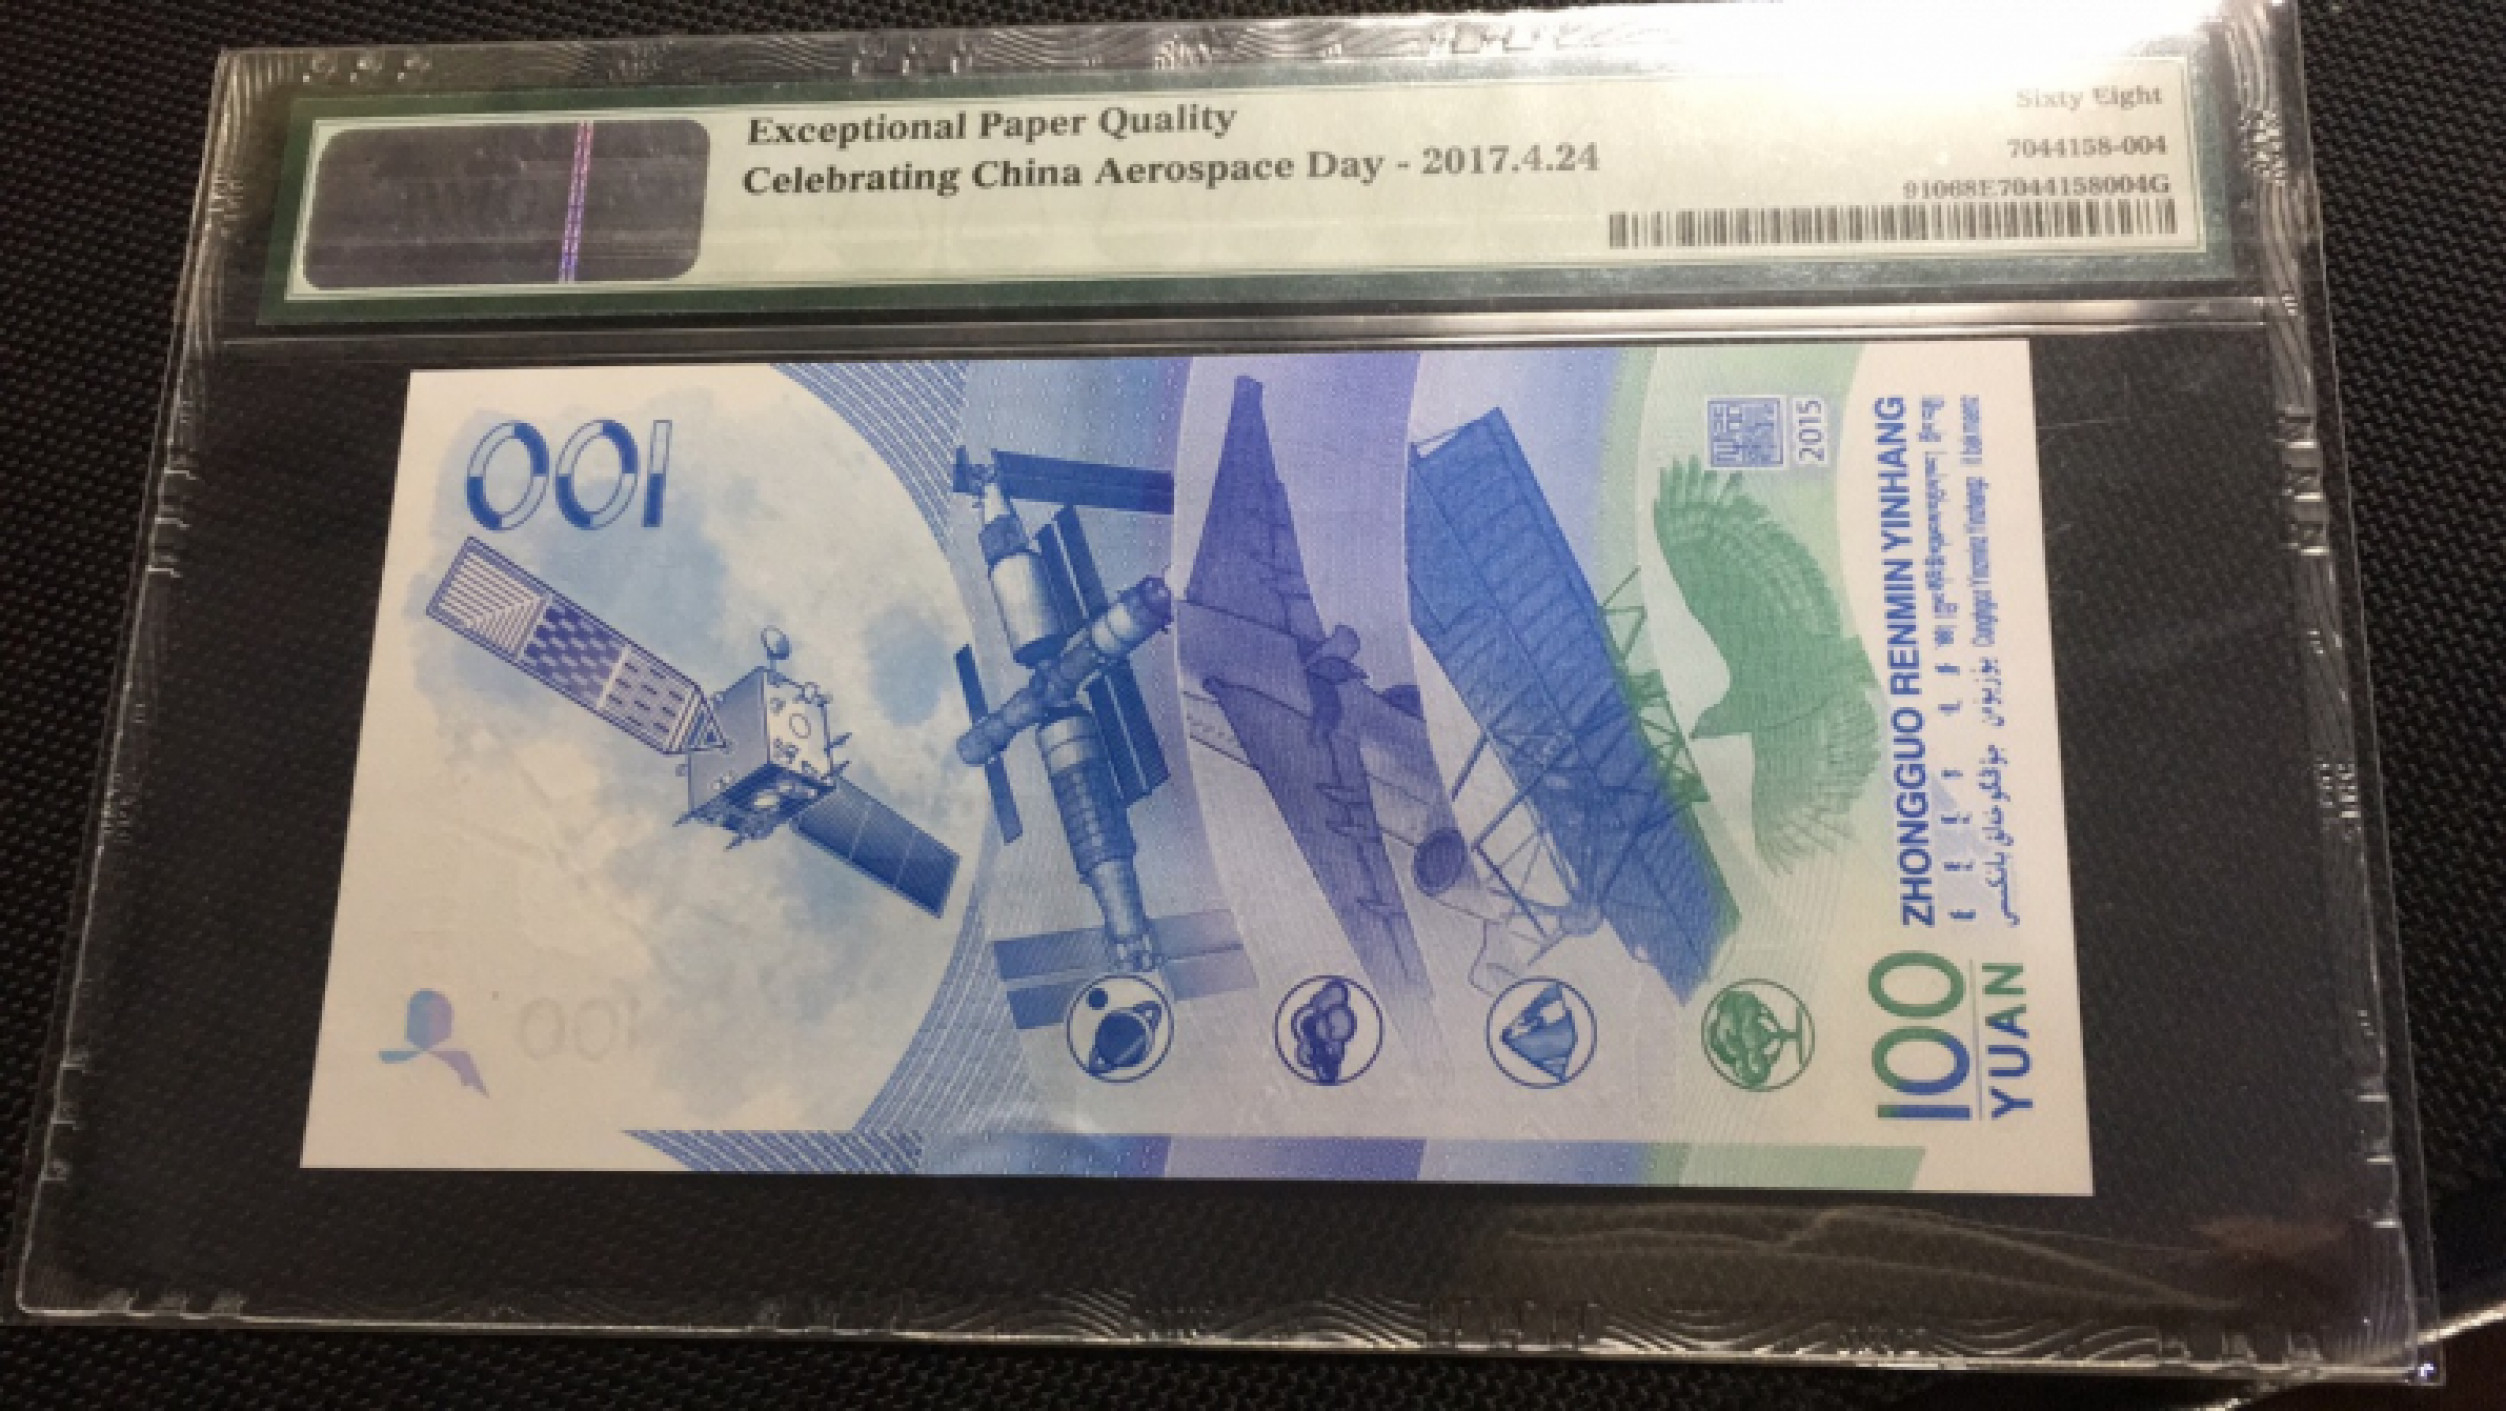 Exceptional Paper Quality
Celebrating China Aerospace Day - 2017.4.24
Sixty Eight
7044158-004
91068E7044158004G
100
2015
ZHONGGUO RENMIN YINHANG
100
YUAN
100